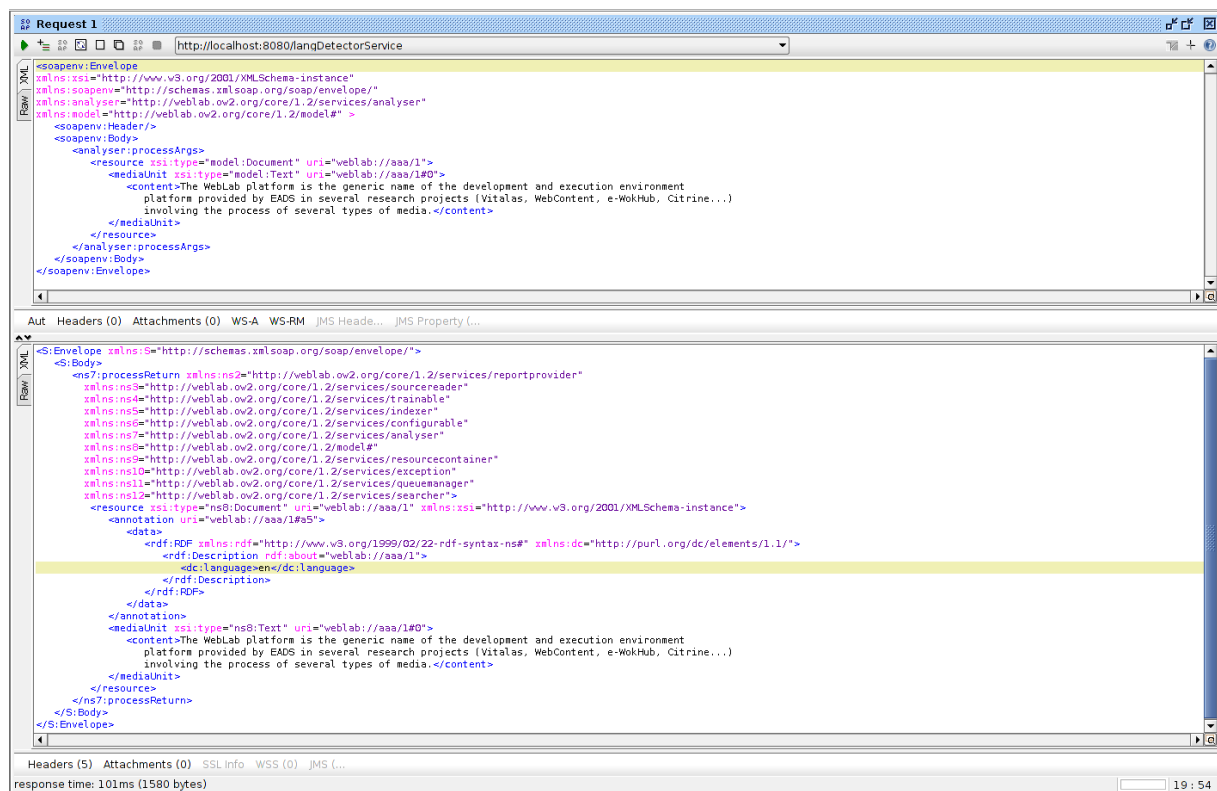 Request 1
http://localhost:8080/langDetectorService
XML
Raw
<soapenv:Envelope
xmlns:xsi="http://www.w3.org/2001/XMLSchema-instance"
xmlns:soapenv="http://schemas.xmlsoap.org/soap/envelope/"
xmlns:analyser="http://weblab.ow2.org/core/1.2/services/analyser"
xmlns:model="http://weblab.ow2.org/core/1.2/model#" >
<soapenv:Header/>
<soapenv:Body>
<analyser:processArgs>
<resource xsi:type="model:Document" uri="weblab://aaa/1">
<mediaUnit xsi:type="model:Text" uri="weblab://aaa/1#0">
<content>The WebLab platform is the generic name of the development and execution environment
platform provided by EADS in several research projects (Vitalas, WebContent, e-WokHub, Citrine...)
involving the process of several types of media.</content>
</mediaUnit>
</resource>
</analyser:processArgs>
</soapenv:Body>
</soapenv:Envelope>
Aut Headers (0) Attachments (0) WS-A WS-RM JMS Heade... JMS Property (...
XML
Raw
<S:Envelope xmlns:S="http://schemas.xmlsoap.org/soap/envelope/">
<S:Body>
<ns7:processReturn xmlns:ns2="http://weblab.ow2.org/core/1.2/services/reportprovider"
xmlns:ns3="http://weblab.ow2.org/core/1.2/services/sourcereader"
xmlns:ns4="http://weblab.ow2.org/core/1.2/services/trainable"
xmlns:ns5="http://weblab.ow2.org/core/1.2/services/indexer"
xmlns:ns6="http://weblab.ow2.org/core/1.2/services/configurable"
xmlns:ns7="http://weblab.ow2.org/core/1.2/services/analyser"
xmlns:ns8="http://weblab.ow2.org/core/1.2/model#"
xmlns:ns9="http://weblab.ow2.org/core/1.2/services/resourcecontainer"
xmlns:ns10="http://weblab.ow2.org/core/1.2/services/exception"
xmlns:ns11="http://weblab.ow2.org/core/1.2/services/queuemanager"
xmlns:ns12="http://weblab.ow2.org/core/1.2/services/searcher">
<resource xsi:type="ns8:Document" uri="weblab://aaa/1" xmlns:xsi="http://www.w3.org/2001/XMLSchema-instance">
<annotation uri="weblab://aaa/1#a5">
<data>
<rdf:RDF xmlns:rdf="http://www.w3.org/1999/02/22-rdf-syntax-ns#" xmlns:dc="http://purl.org/dc/elements/1.1/">
<rdf:Description rdf:about="weblab://aaa/1">
<dc:language>en</dc:language>
</rdf:Description>
</rdf:RDF>
</data>
</annotation>
<mediaUnit xsi:type="ns8:Text" uri="weblab://aaa/1#0">
<content>The WebLab platform is the generic name of the development and execution environment
platform provided by EADS in several research projects (Vitalas, WebContent, e-WokHub, Citrine...)
involving the process of several types of media.</content>
</mediaUnit>
</resource>
</ns7:processReturn>
</S:Body>
</S:Envelope>
Headers (5) Attachments (0) SSL Info WSS (0) JMS (...
response time: 101ms (1580 bytes) 19 : 54